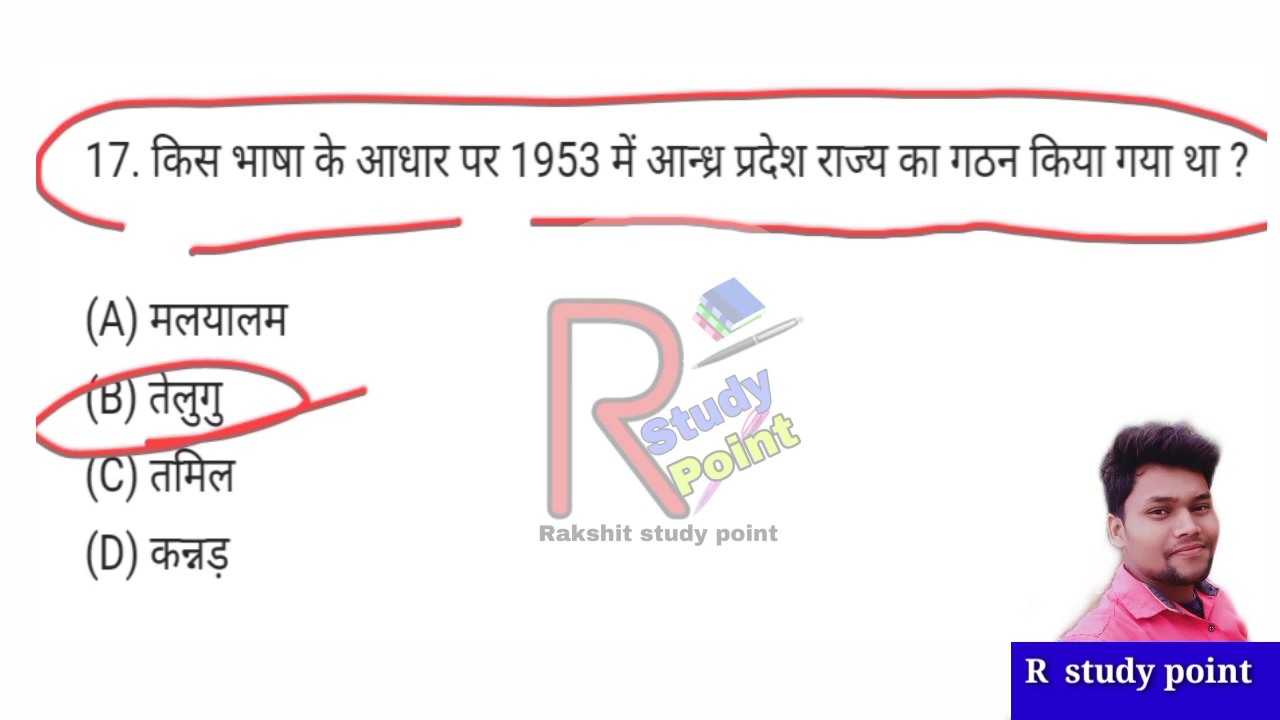 17. किस भाषा के आधार पर 1953 में आन्ध्र प्रदेश राज्य का गठन किया गया था ?
(A) मलयालम
(B) तेलुगु
(C) तमिल
(D) कन्नड़
R Study Point
Rakshit study point
R study point